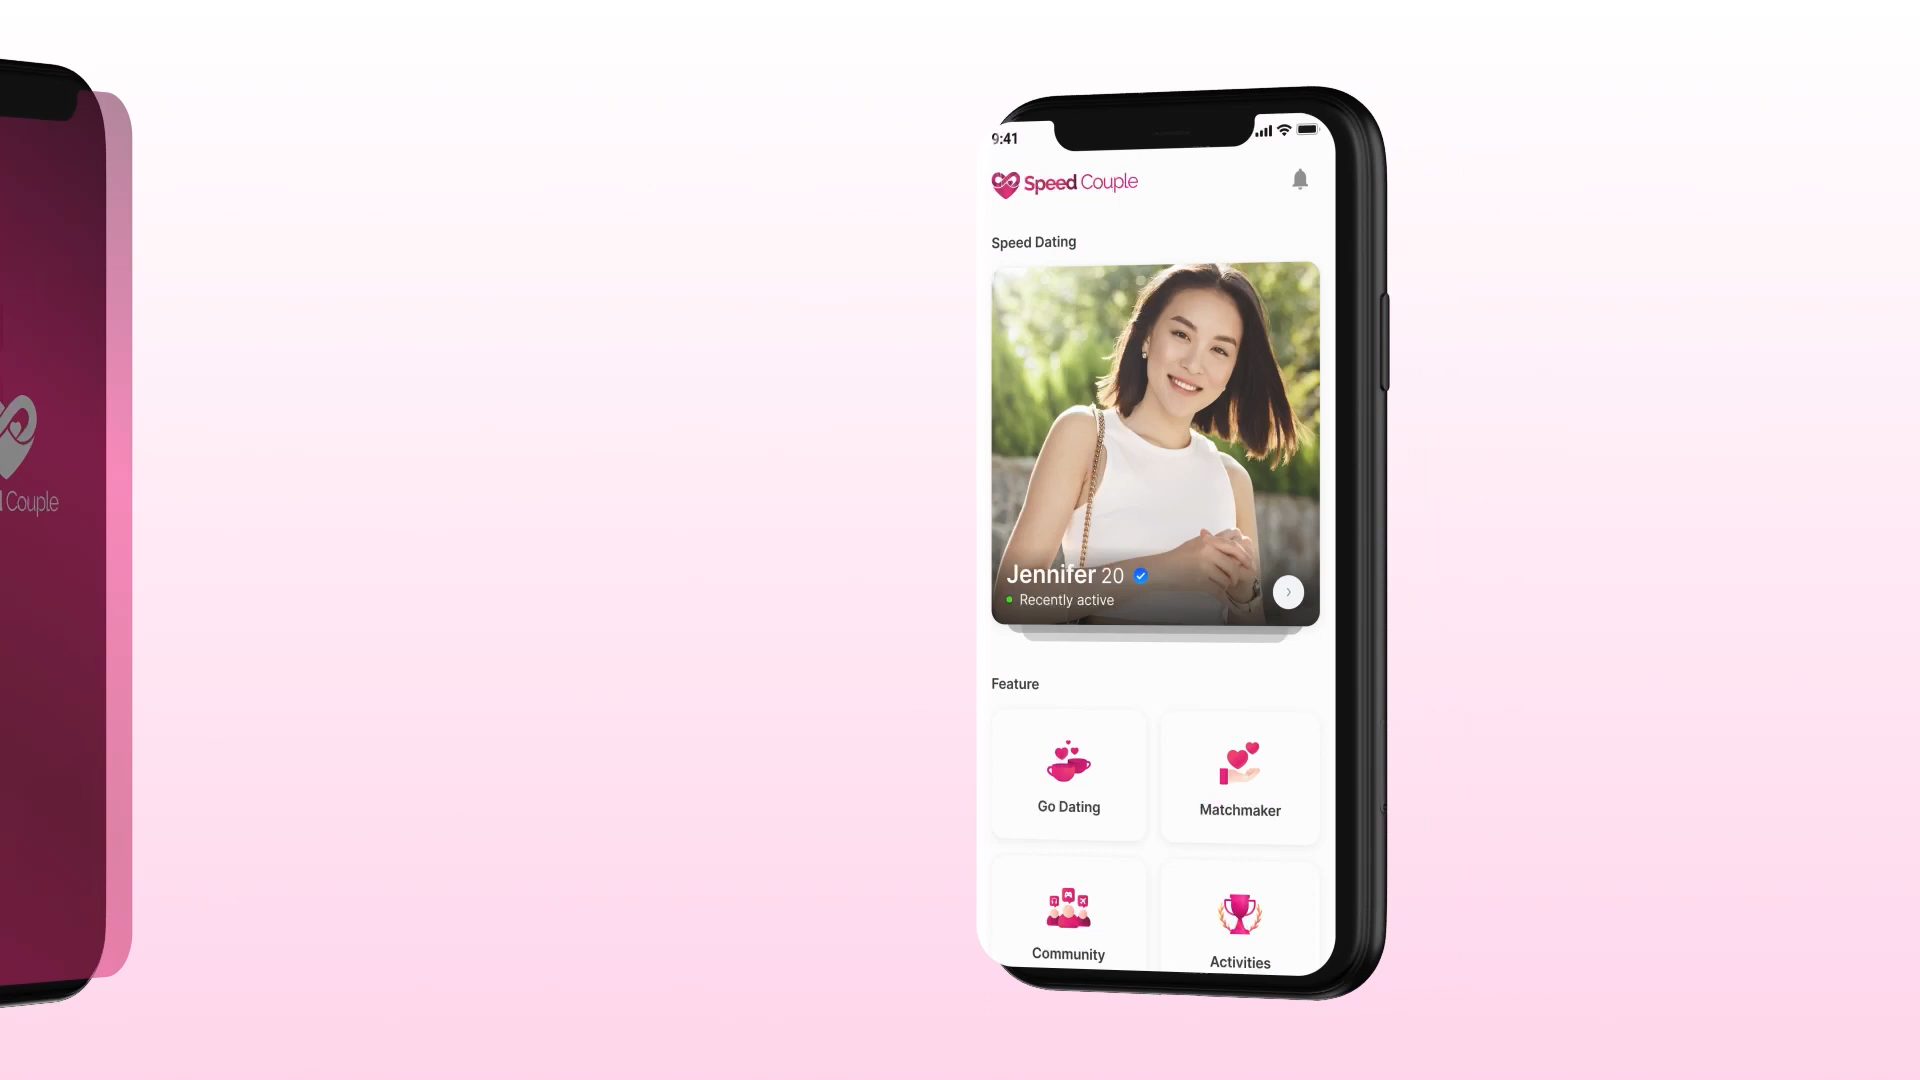 Couple
9:41
Speed Couple
Speed Dating
Jennifer 20
Recently active
Feature
Go Dating
Matchmaker
Community
Activities